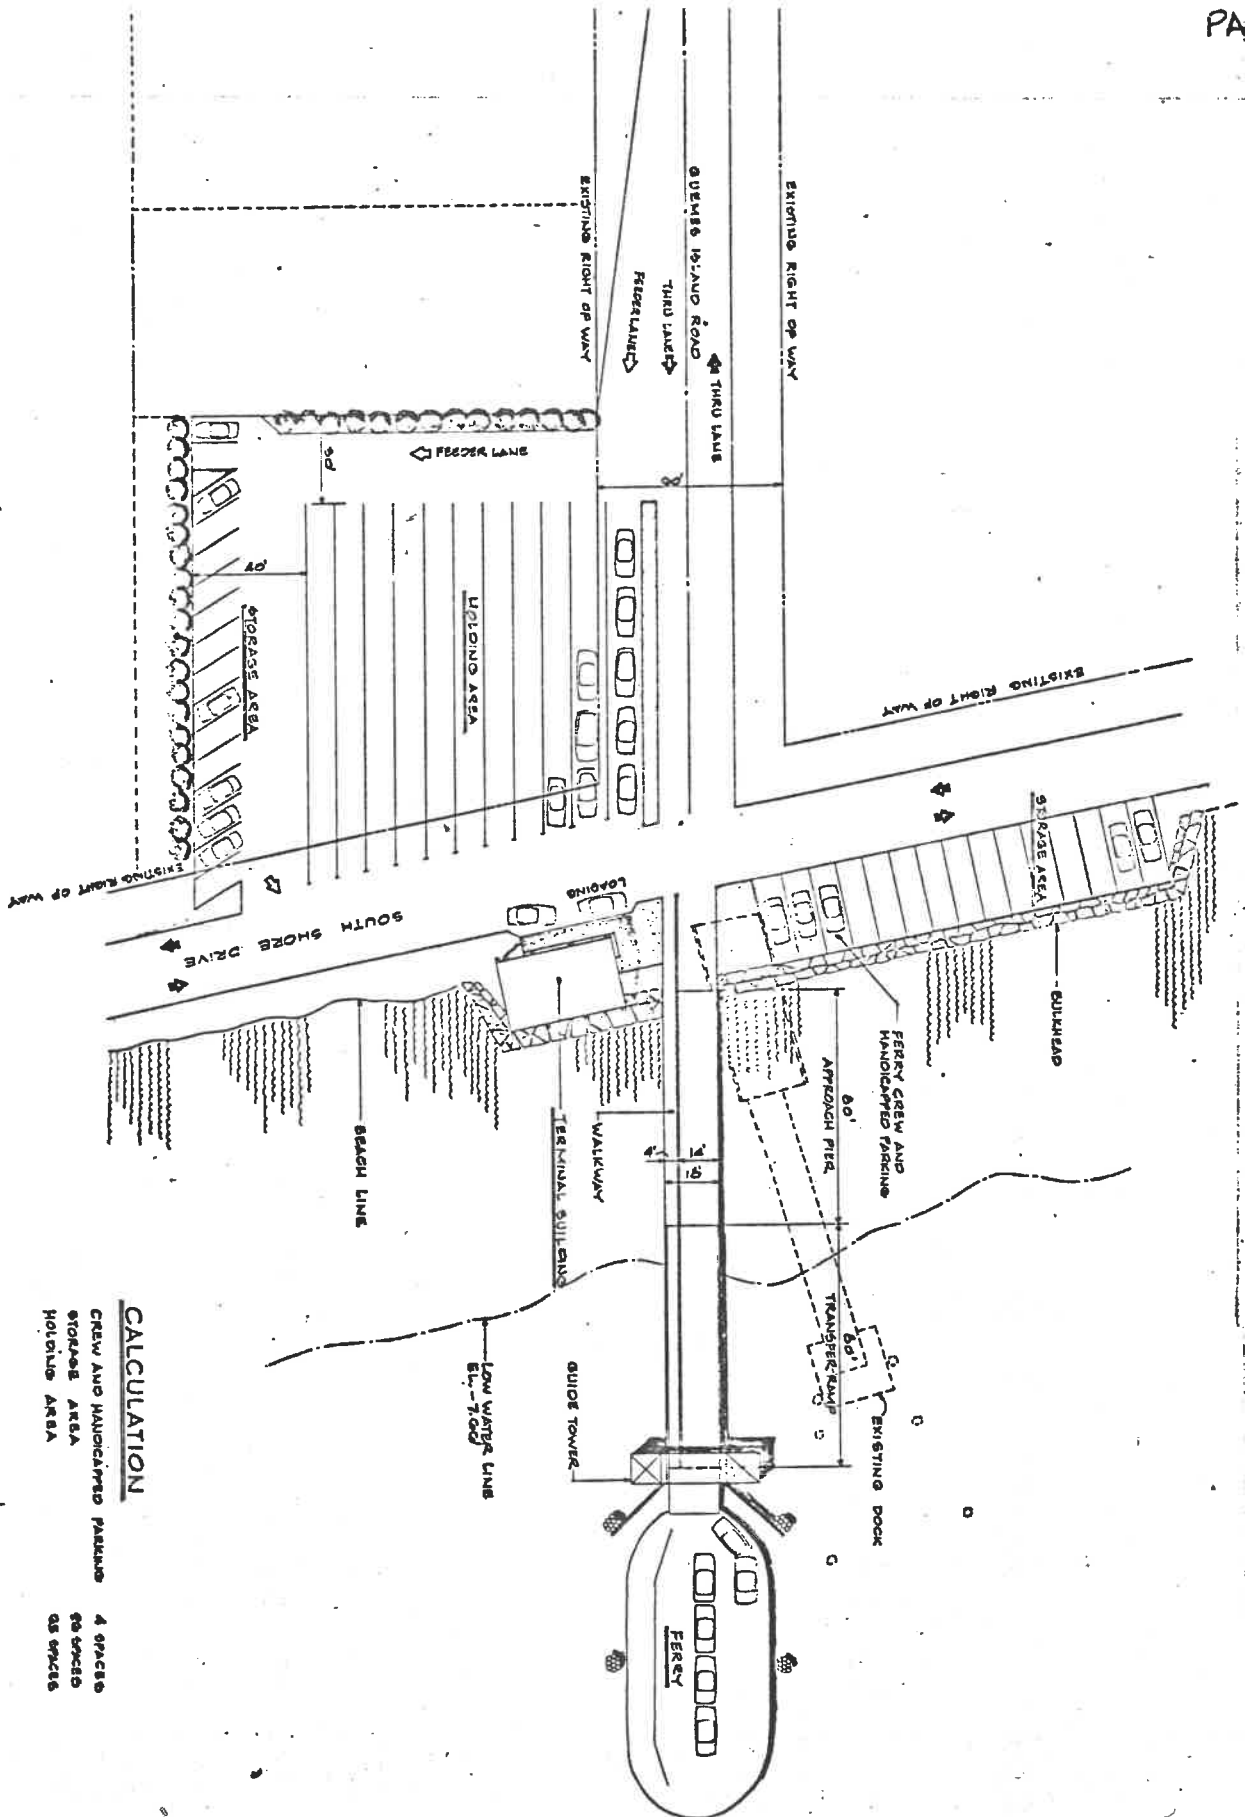 PA
EXISTING RIGHT OF WAY
GUEMES ISLAND ROAD
THRU LANE
THRU LANE
FEEDER LANE
EXISTING RIGHT OF WAY
FEEDER LANE
40'
STORAGE AREA
HOLDING AREA
EXISTING RIGHT OF WAY
STORAGE AREA
BULKHEAD
FERRY CREW AND
HANDICAPPED PARKING
LOADING
EXISTING RIGHT OF WAY
SOUTH SHORE DRIVE
APPROACH PIER
4'
14'
18'
WALKWAY
TERMINAL BUILDING
BEACH LINE
TRANSFER RAMP
EXISTING DOCK
GUIDE TOWER
LOW WATER LINE
FERRY
CALCULATION
CREW AND HANDICAPPED PARKING 4 SPACES
STORAGE AREA SPACES
HOLDING AREA SPACES